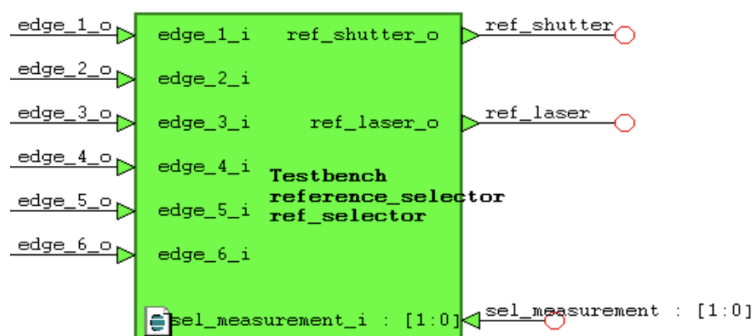 edge_1_o edge_1_i ref_shutter_o ref_shutter
edge_2_o edge_2_i
edge_3_o edge_3_i ref_laser_o ref_laser
edge_4_o edge_4_i
Testbench
edge_5_o edge_5_i reference_selector
ref_selector
edge_6_o edge_6_i
sel_measurement_i : [1:0] sel_measurement : [1:0]